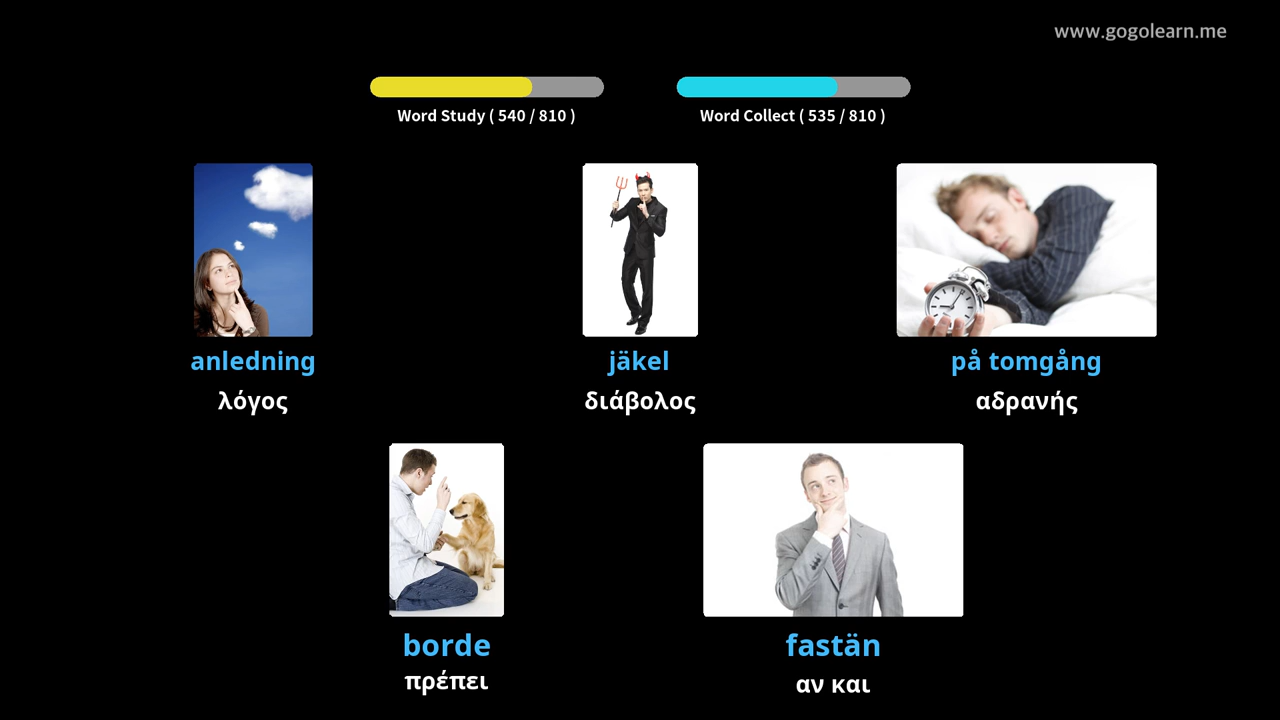 www.gogolearn.me
Word Study ( 540 / 810 )
Word Collect ( 535 / 810 )
anledning
λόγος
jäkel
διάβολος
på tomgång
αδρανής
borde
πρέπει
fastän
αν και